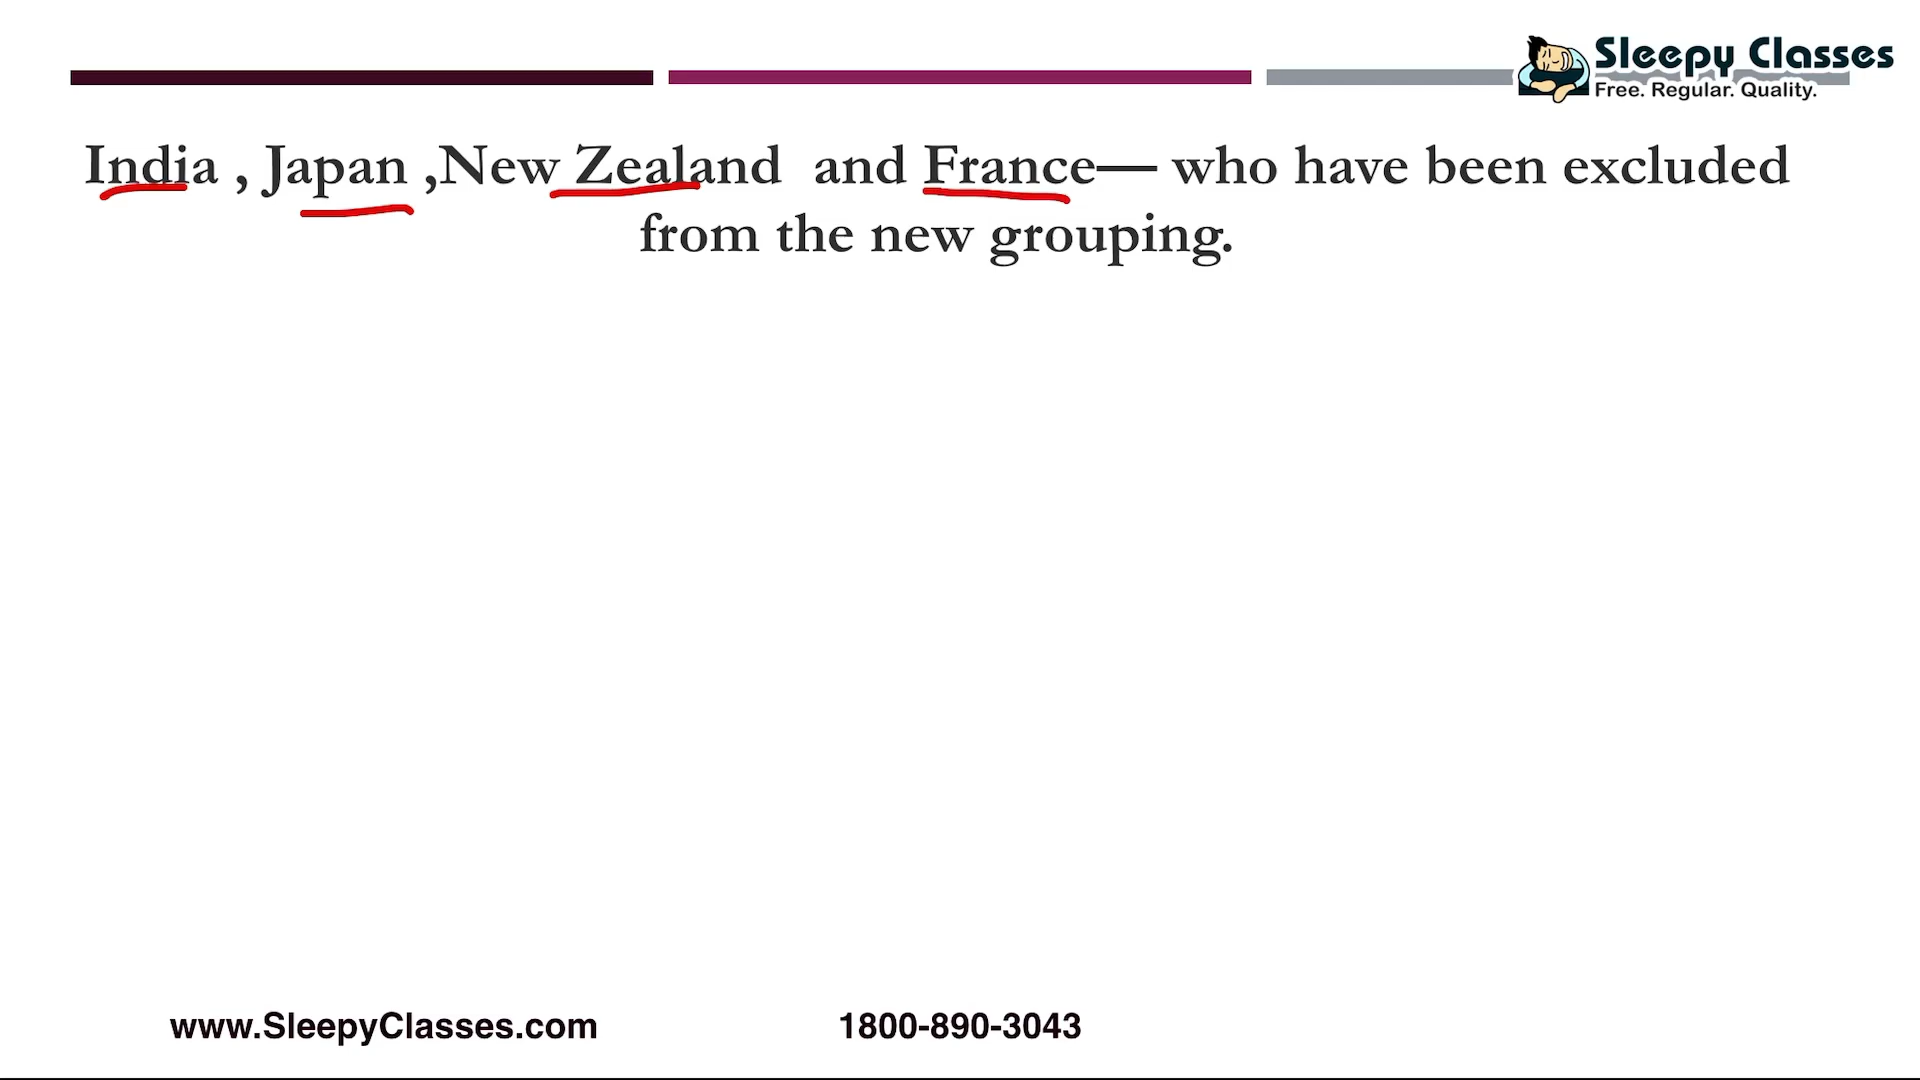 Sleepy Classes
Free. Regular. Quality.
India , Japan ,New Zealand and France— who have been excluded
from the new grouping.
www.SleepyClasses.com 1800-890-3043